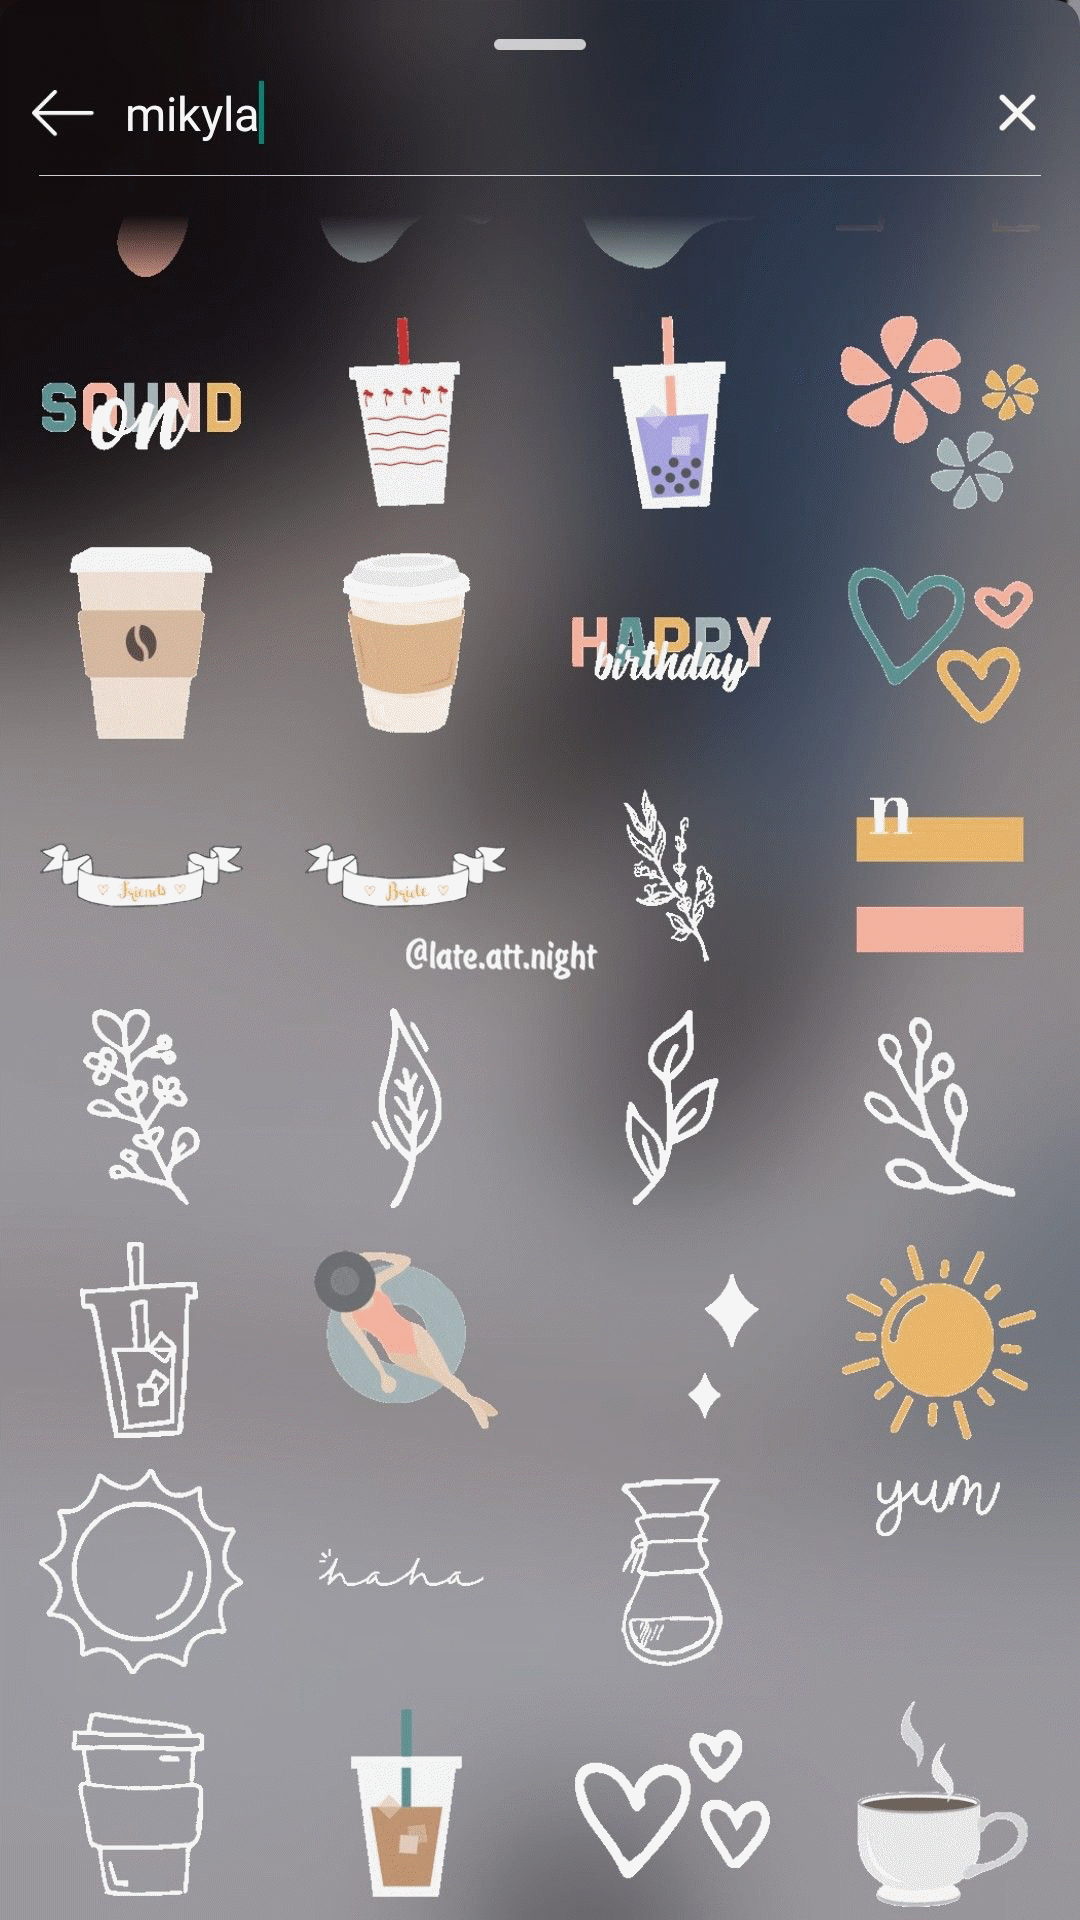 mikyla
SOUND
on
HAPPY
birthday
Friends
Bride
n
@late.att.night
haha
yum